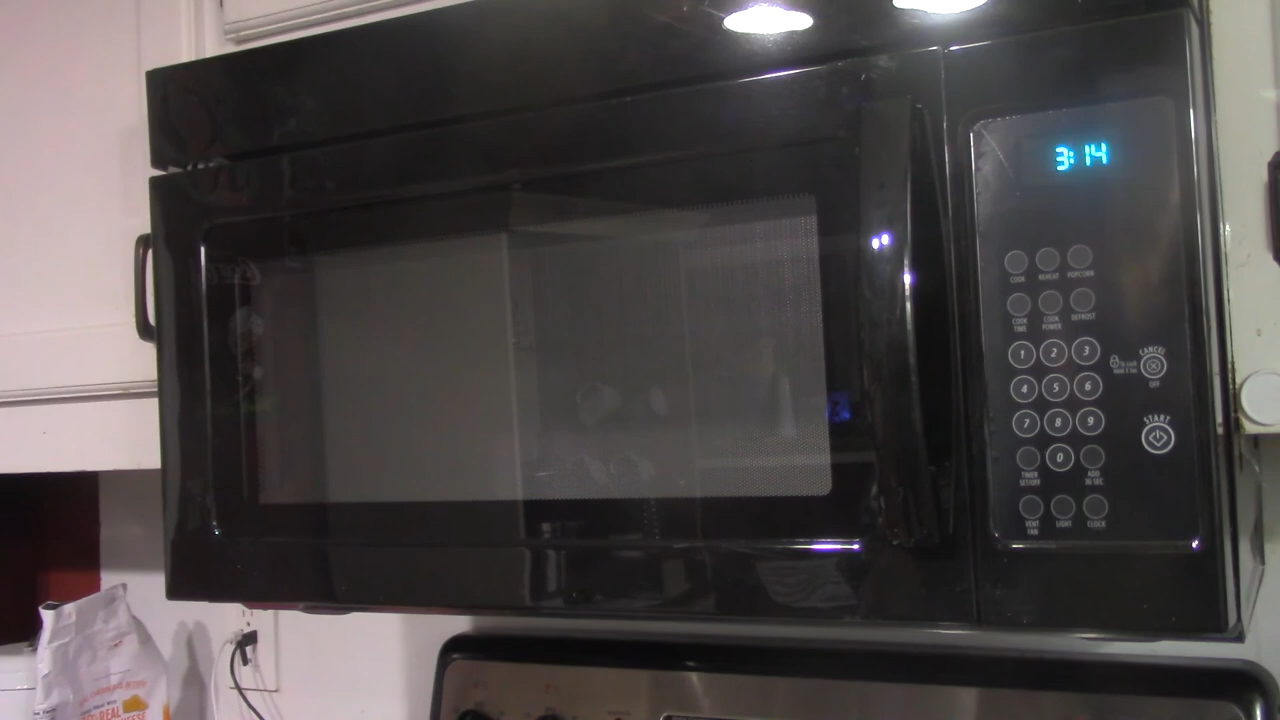 3:14
COOK REHEAT POPCORN
COOK TIME COOK POWER DEFROST
1 2 3
CANCEL
OFF
4 5 6
7 8 9
START
0
TIMER SET/OFF ADD 30 SEC
VENT FAN LIGHT CLOCK
REAL